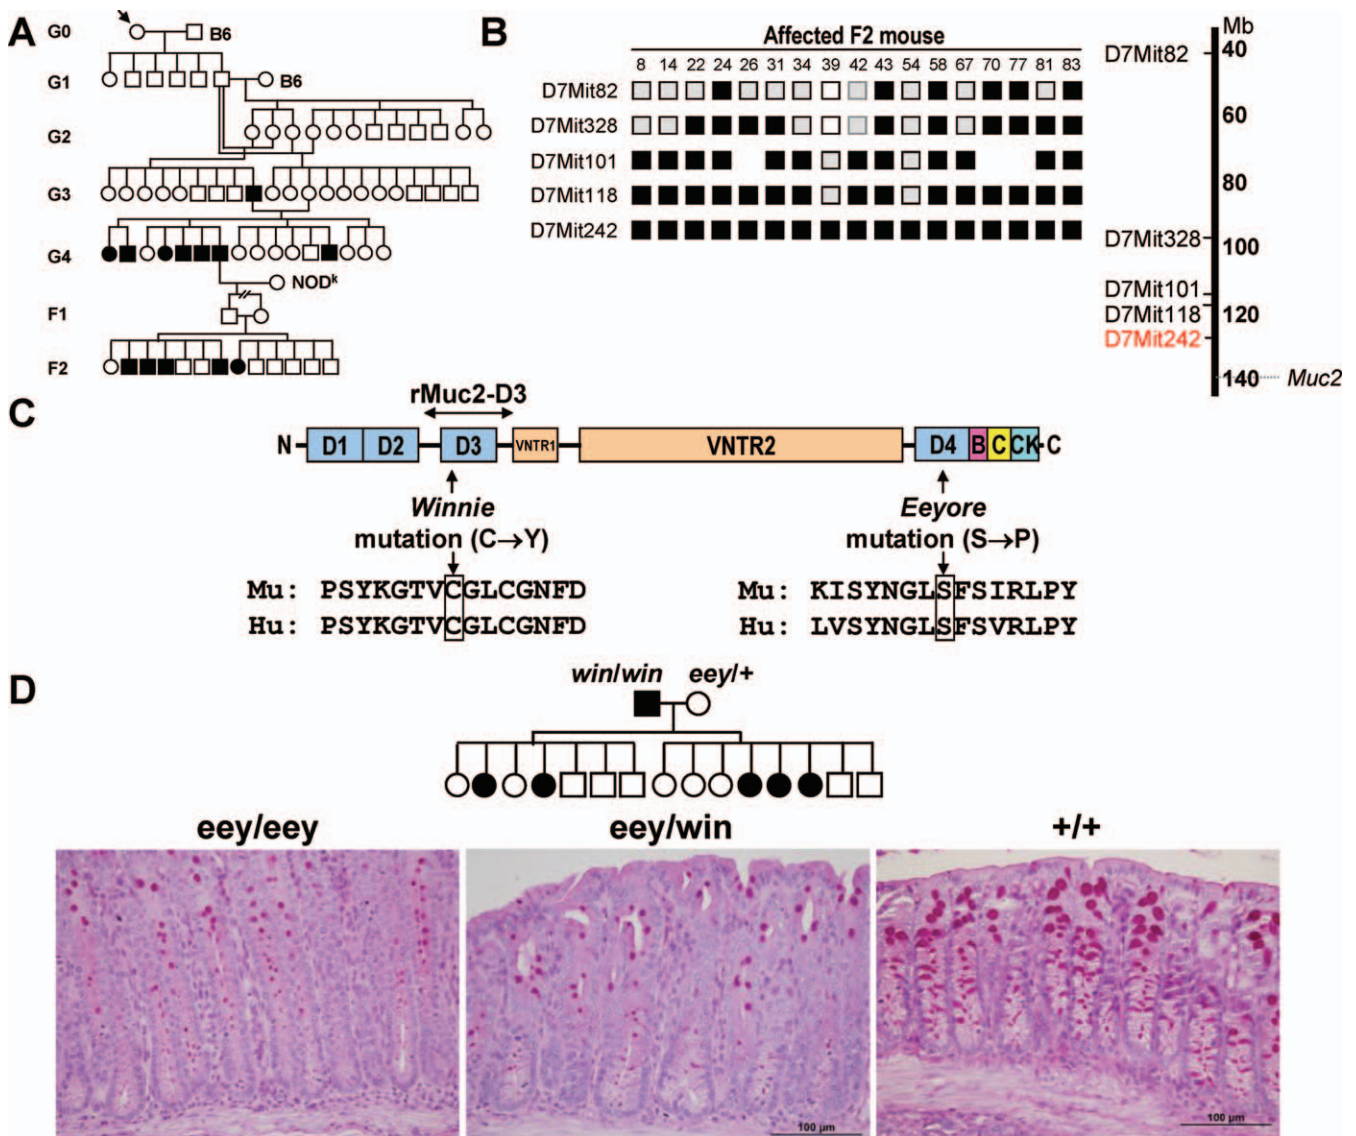 A
G0
B6
G1
B6
G2
G3
G4
NODᵏ
F1
F2
B
Affected F2 mouse
8 14 22 24 26 31 34 39 42 43 54 58 67 70 77 81 83
D7Mit82
D7Mit328
D7Mit101
D7Mit118
D7Mit242
Mb
D7Mit82 40
60
80
D7Mit328 100
D7Mit101
D7Mit118 120
D7Mit242
140 Muc2
C
rMuc2-D3
N D1 D2 D3 VNTR1 VNTR2 D4 B C CK C
Winnie
mutation (C→Y)
Mu: PSYKGTVCGLCGNFD
Hu: PSYKGTVCGLCGNFD
Eeyore
mutation (S→P)
Mu: KISYNGLSFSIRLPY
Hu: LVSYNGLSFSVRLPY
D
win/win eey/+
eey/eey eey/win +/+
100 µm
100 µm